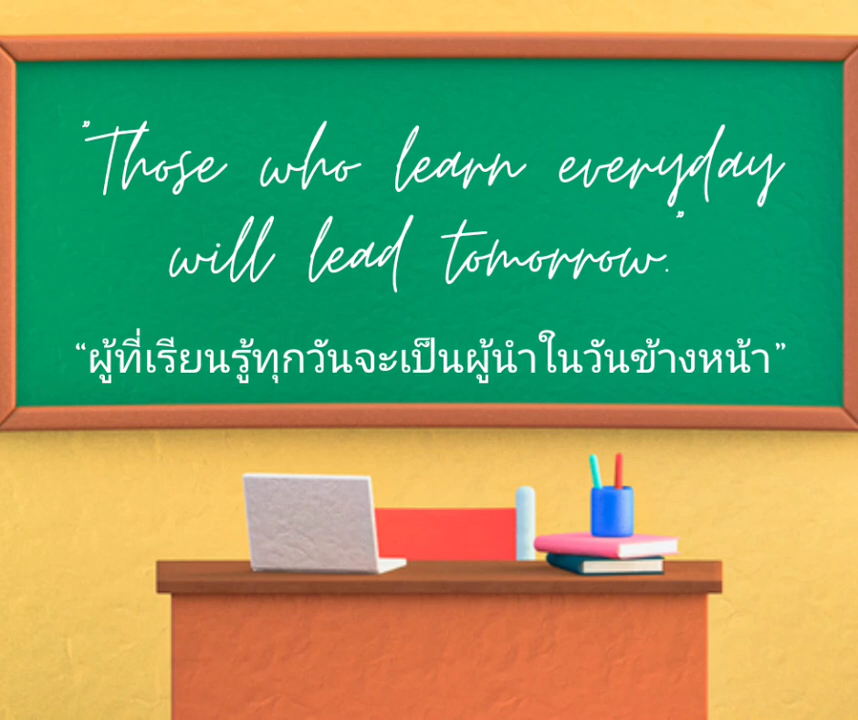 "Those who learn everyday
will lead tomorrow."
“ผู้ที่เรียนรู้ทุกวันจะเป็นผู้นำในวันข้างหน้า”